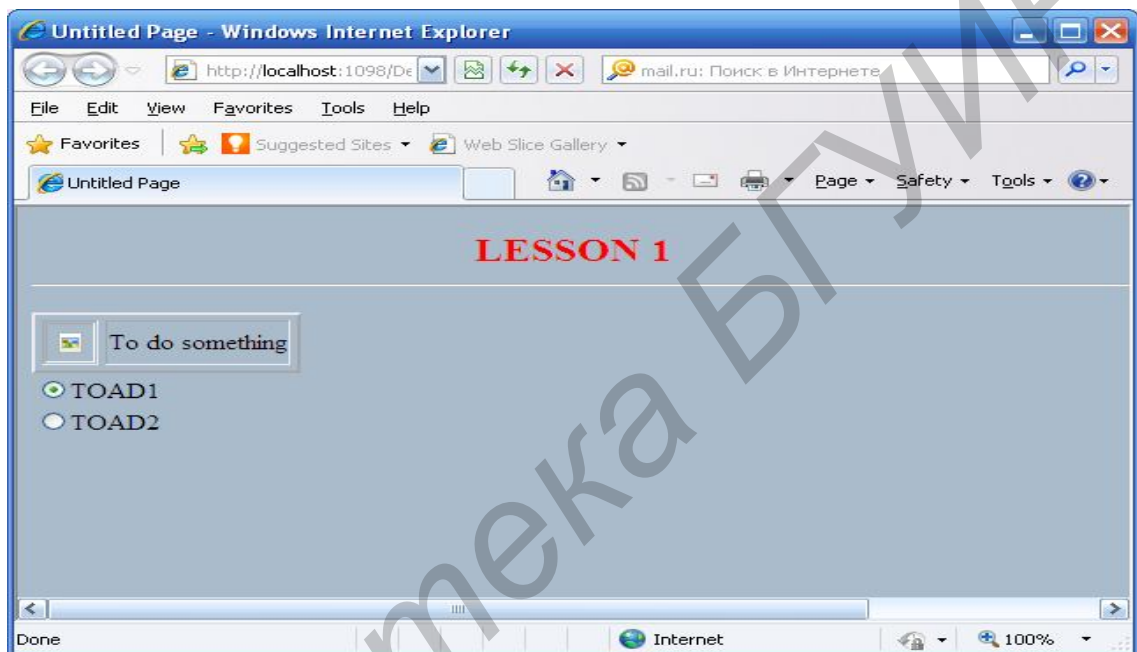 Untitled Page - Windows Internet Explorer
http://localhost:1098/De
mail.ru: Поиск в Интернете
File Edit View Favorites Tools Help
Favorites Suggested Sites Web Slice Gallery
Untitled Page Page Safety Tools
LESSON 1
To do something
TOAD1
TOAD2
Done Internet 100%
тека БГУИ